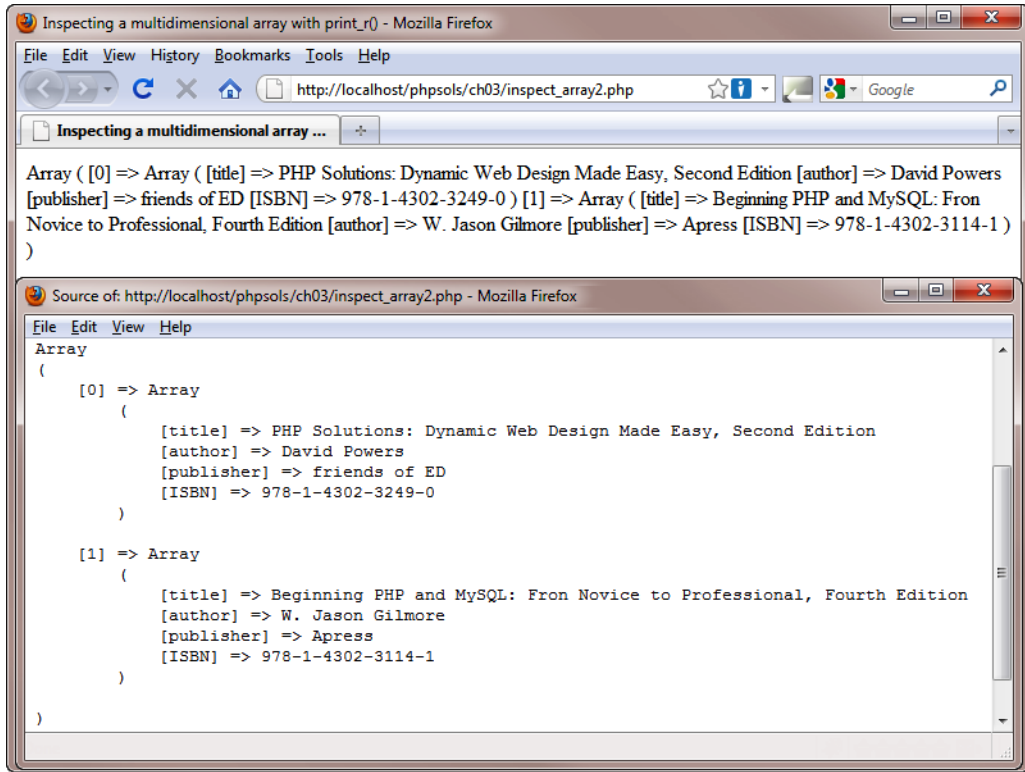 Inspecting a multidimensional array with print_r() - Mozilla Firefox
File Edit View History Bookmarks Tools Help
http://localhost/phpsols/ch03/inspect_array2.php
Google
Inspecting a multidimensional array ...
Array ( [0] => Array ( [title] => PHP Solutions: Dynamic Web Design Made Easy, Second Edition [author] => David Powers
[publisher] => friends of ED [ISBN] => 978-1-4302-3249-0 ) [1] => Array ( [title] => Beginning PHP and MySQL: Fron
Novice to Professional, Fourth Edition [author] => W. Jason Gilmore [publisher] => Apress [ISBN] => 978-1-4302-3114-1 )
)
Source of: http://localhost/phpsols/ch03/inspect_array2.php - Mozilla Firefox
File Edit View Help
Array
(
    [0] => Array
        (
            [title] => PHP Solutions: Dynamic Web Design Made Easy, Second Edition
            [author] => David Powers
            [publisher] => friends of ED
            [ISBN] => 978-1-4302-3249-0
        )

    [1] => Array
        (
            [title] => Beginning PHP and MySQL: Fron Novice to Professional, Fourth Edition
            [author] => W. Jason Gilmore
            [publisher] => Apress
            [ISBN] => 978-1-4302-3114-1
        )

)